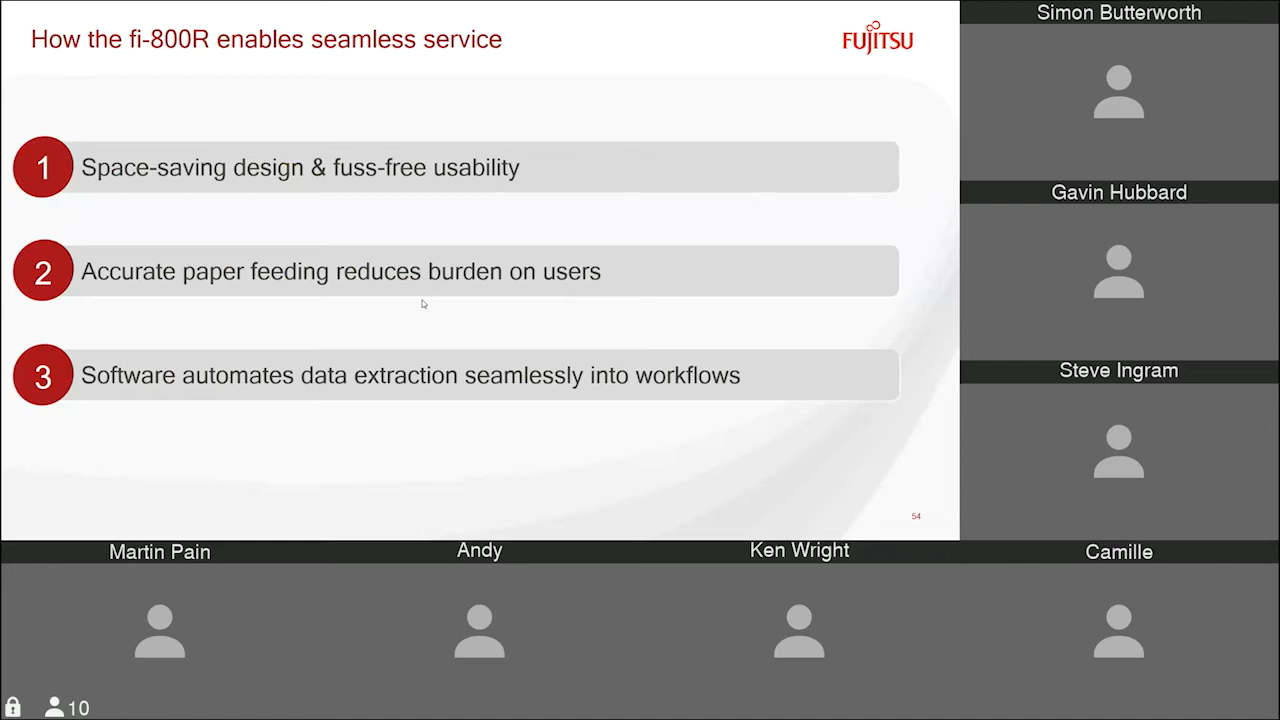 How the fi-800R enables seamless service
FUJITSU
1
Space-saving design & fuss-free usability
2
Accurate paper feeding reduces burden on users
3
Software automates data extraction seamlessly into workflows
54
Simon Butterworth
Gavin Hubbard
Steve Ingram
Martin Pain
Andy
Ken Wright
Camille
10